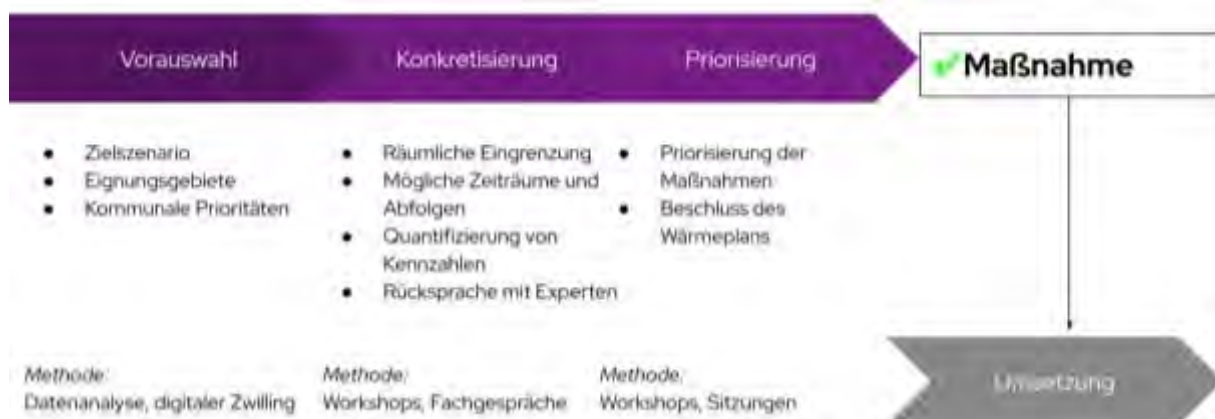 Vorauswahl
Konkretisierung
Priorisierung
Maßnahme
Zielszenario
Eignungsgebiete
Kommunale Prioritäten
Räumliche Eingrenzung
Mögliche Zeiträume und
Abfolgen
Quantifizierung von
Kennzahlen
Rücksprache mit Experten
Priorisierung der
Maßnahmen
Beschluss des
Wärmeplans
Methode:
Datenanalyse, digitaler Zwilling
Methode:
Workshops, Fachgespräche
Methode:
Workshops, Sitzungen
Umsetzung